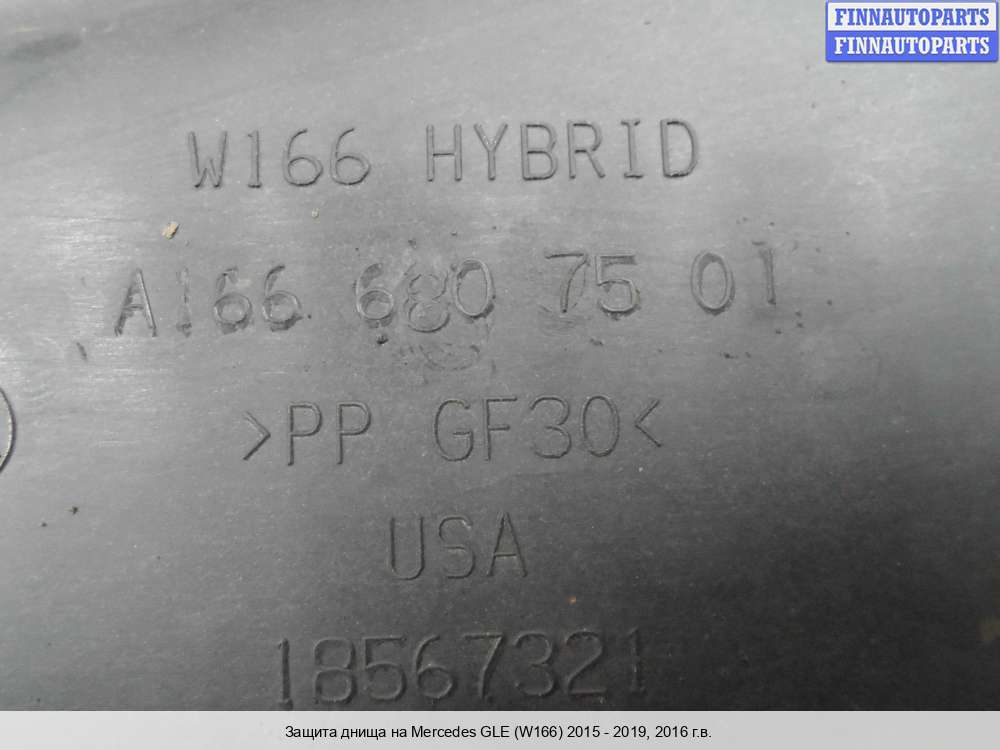 FINNAUTOPARTS
FINNAUTOPARTS
W166 HYBRID
A166 680 75 01
>PP GF30<
USA
18567321
Защита днища на Mercedes GLE (W166) 2015 - 2019, 2016 г.в.